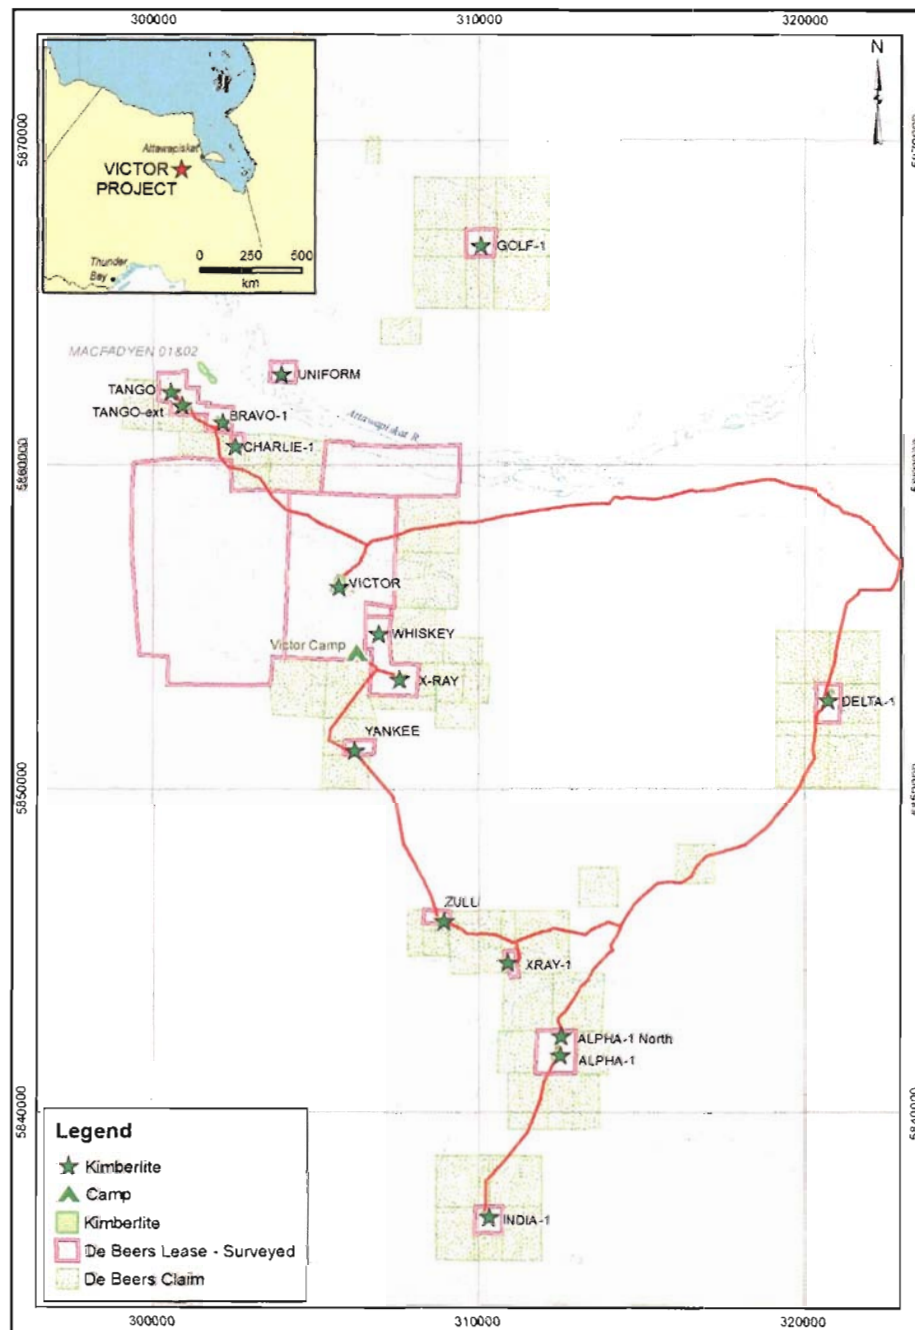 300000
310000
320000
N
Attawapiskat
VICTOR
PROJECT
0 250 500
km
Thunder
Bay
5870000
5870000
GOLF-1
MACFADYEN 01&02
UNIFORM
TANGO
TANGO-ext
BRAVO-1
CHARLIE-1
Attawapiskat R.
5860000
VICTOR
WHISKEY
Victor Camp
X-RAY
DELTA-1
YANKEE
5850000
ZULU
XRAY-1
ALPHA-1 North
ALPHA-1
5840000
5840000
INDIA-1
Legend
Kimberlite
Camp
Kimberlite
De Beers Lease - Surveyed
De Beers Claim
300000
310000
320000